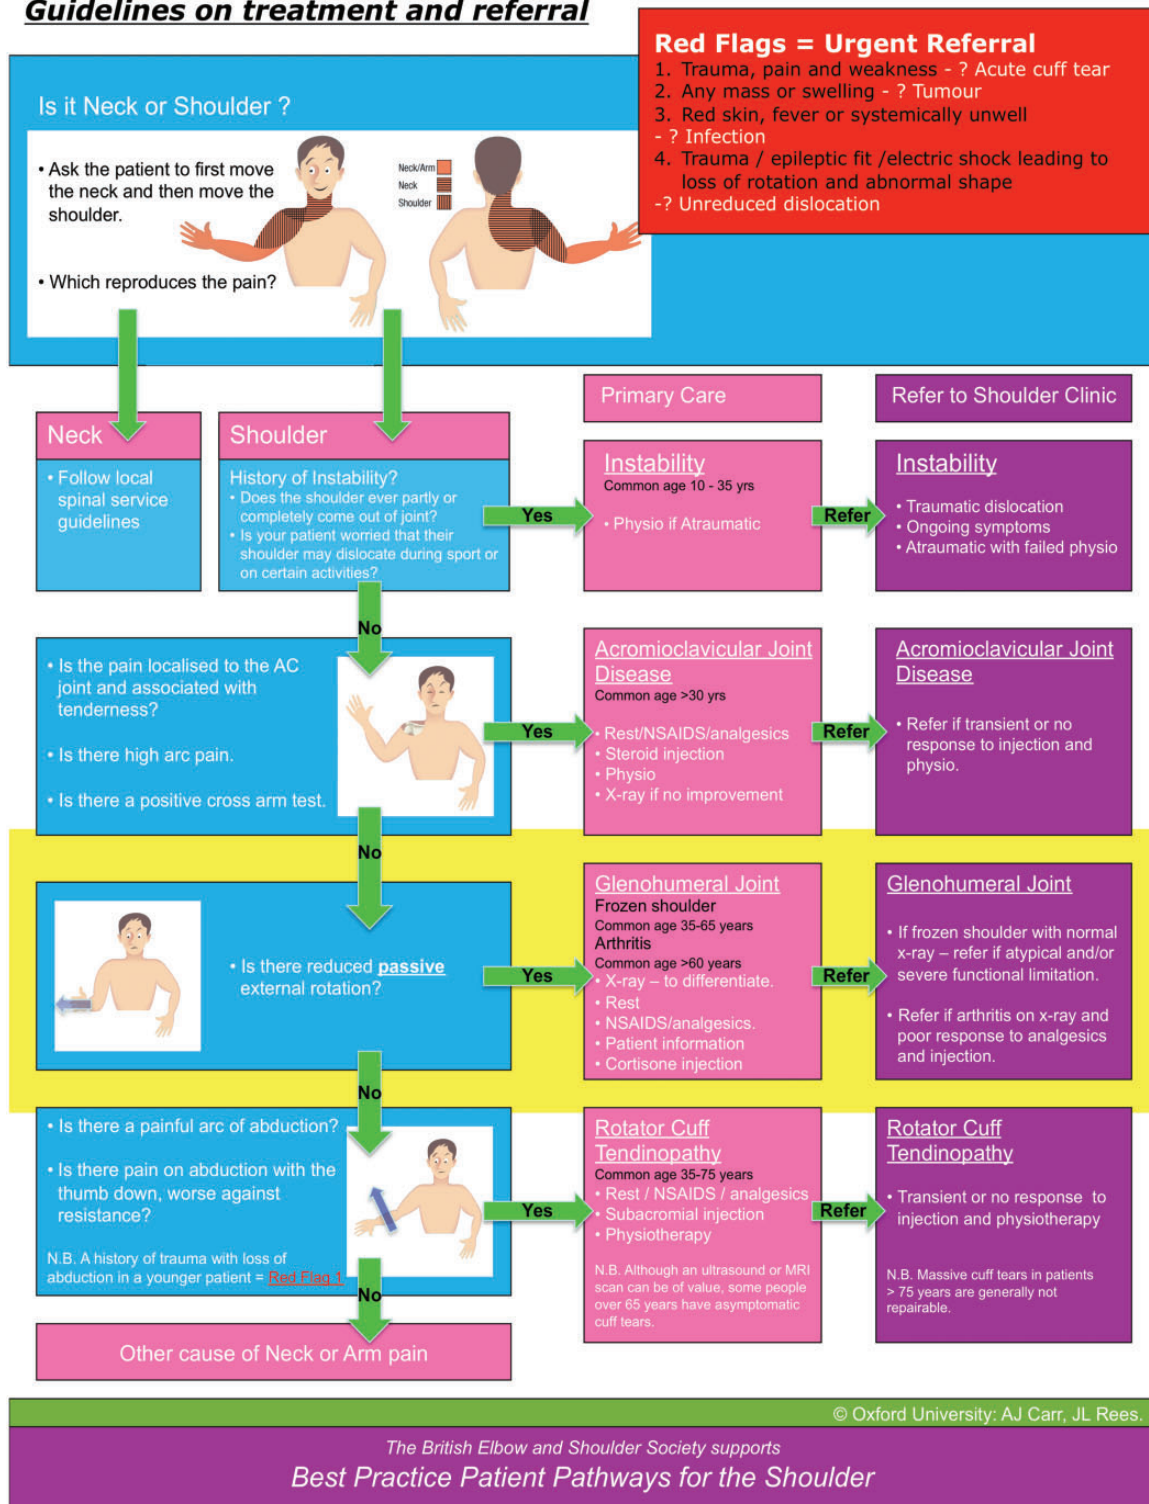 Guidelines on treatment and referral
Red Flags = Urgent Referral
1. Trauma, pain and weakness - ? Acute cuff tear
2. Any mass or swelling - ? Tumour
3. Red skin, fever or systemically unwell
- ? Infection
4. Trauma / epileptic fit /electric shock leading to
loss of rotation and abnormal shape
-? Unreduced dislocation
Is it Neck or Shoulder ?
• Ask the patient to first move
the neck and then move the
shoulder.
• Which reproduces the pain?
Neck/Arm
Neck
Shoulder
Primary Care
Refer to Shoulder Clinic
Neck
• Follow local
spinal service
guidelines
Shoulder
History of Instability?
• Does the shoulder ever partly or
completely come out of joint?
• Is your patient worried that their
shoulder may dislocate during sport or
on certain activities?
Yes
Instability
Common age 10 - 35 yrs
• Physio if Atraumatic
Refer
Instability
• Traumatic dislocation
• Ongoing symptoms
• Atraumatic with failed physio
No
• Is the pain localised to the AC
joint and associated with
tenderness?
• Is there high arc pain.
• Is there a positive cross arm test.
Yes
Acromioclavicular Joint
Disease
Common age >30 yrs
• Rest/NSAIDS/analgesics
• Steroid injection
• Physio
• X-ray if no improvement
Refer
Acromioclavicular Joint
Disease
• Refer if transient or no
response to injection and
physio.
No
• Is there reduced passive
external rotation?
Yes
Glenohumeral Joint
Frozen shoulder
Common age 35-65 years
Arthritis
Common age >60 years
• X-ray – to differentiate.
• Rest
• NSAIDS/analgesics.
• Patient information
• Cortisone injection
Refer
Glenohumeral Joint
• If frozen shoulder with normal
x-ray – refer if atypical and/or
severe functional limitation.
• Refer if arthritis on x-ray and
poor response to analgesics
and injection.
No
• Is there a painful arc of abduction?
• Is there pain on abduction with the
thumb down, worse against
resistance?
N.B. A history of trauma with loss of
abduction in a younger patient = Red Flag 1
Yes
Rotator Cuff
Tendinopathy
Common age 35-75 years
• Rest / NSAIDS / analgesics
• Subacromial injection
• Physiotherapy
N.B. Although an ultrasound or MRI
scan can be of value, some people
over 65 years have asymptomatic
cuff tears.
Refer
Rotator Cuff
Tendinopathy
• Transient or no response to
injection and physiotherapy
N.B. Massive cuff tears in patients
> 75 years are generally not
repairable.
No
Other cause of Neck or Arm pain
© Oxford University: AJ Carr, JL Rees.
The British Elbow and Shoulder Society supports
Best Practice Patient Pathways for the Shoulder